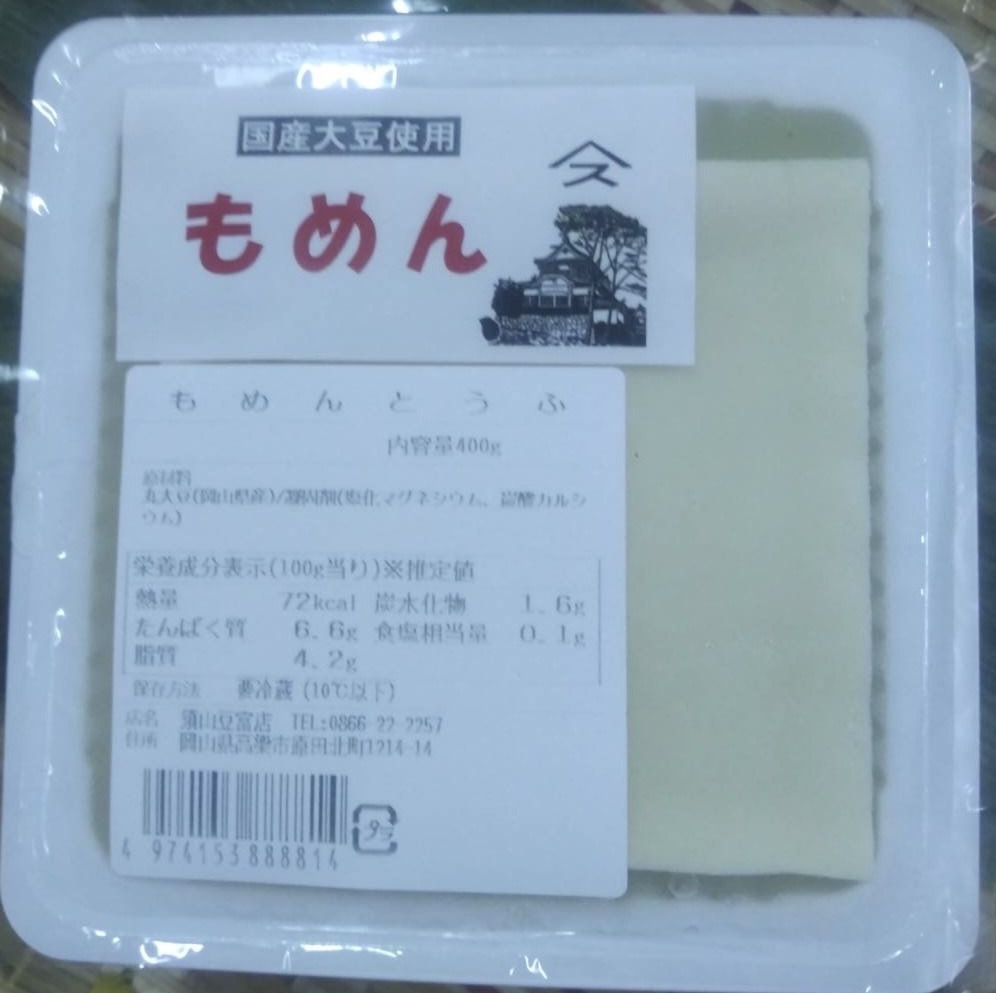 国産大豆使用
ス
もめん
もめんとうふ
内容量400g
原材料
丸大豆(岡山県産)/凝固剤(塩化マグネシウム、炭酸カルシ
ウム)
栄養成分表示(100g当り)※推定値
熱量 72kcal 炭水化物 1.6g
たんぱく質 6.6g 食塩相当量 0.1g
脂質 4.2g
保存方法 要冷蔵(10℃以下)
店名 須山豆富店 TEL:0866-22-2257
住所 岡山県高梁市原田北町1214-14
プラ
4 974153 888814